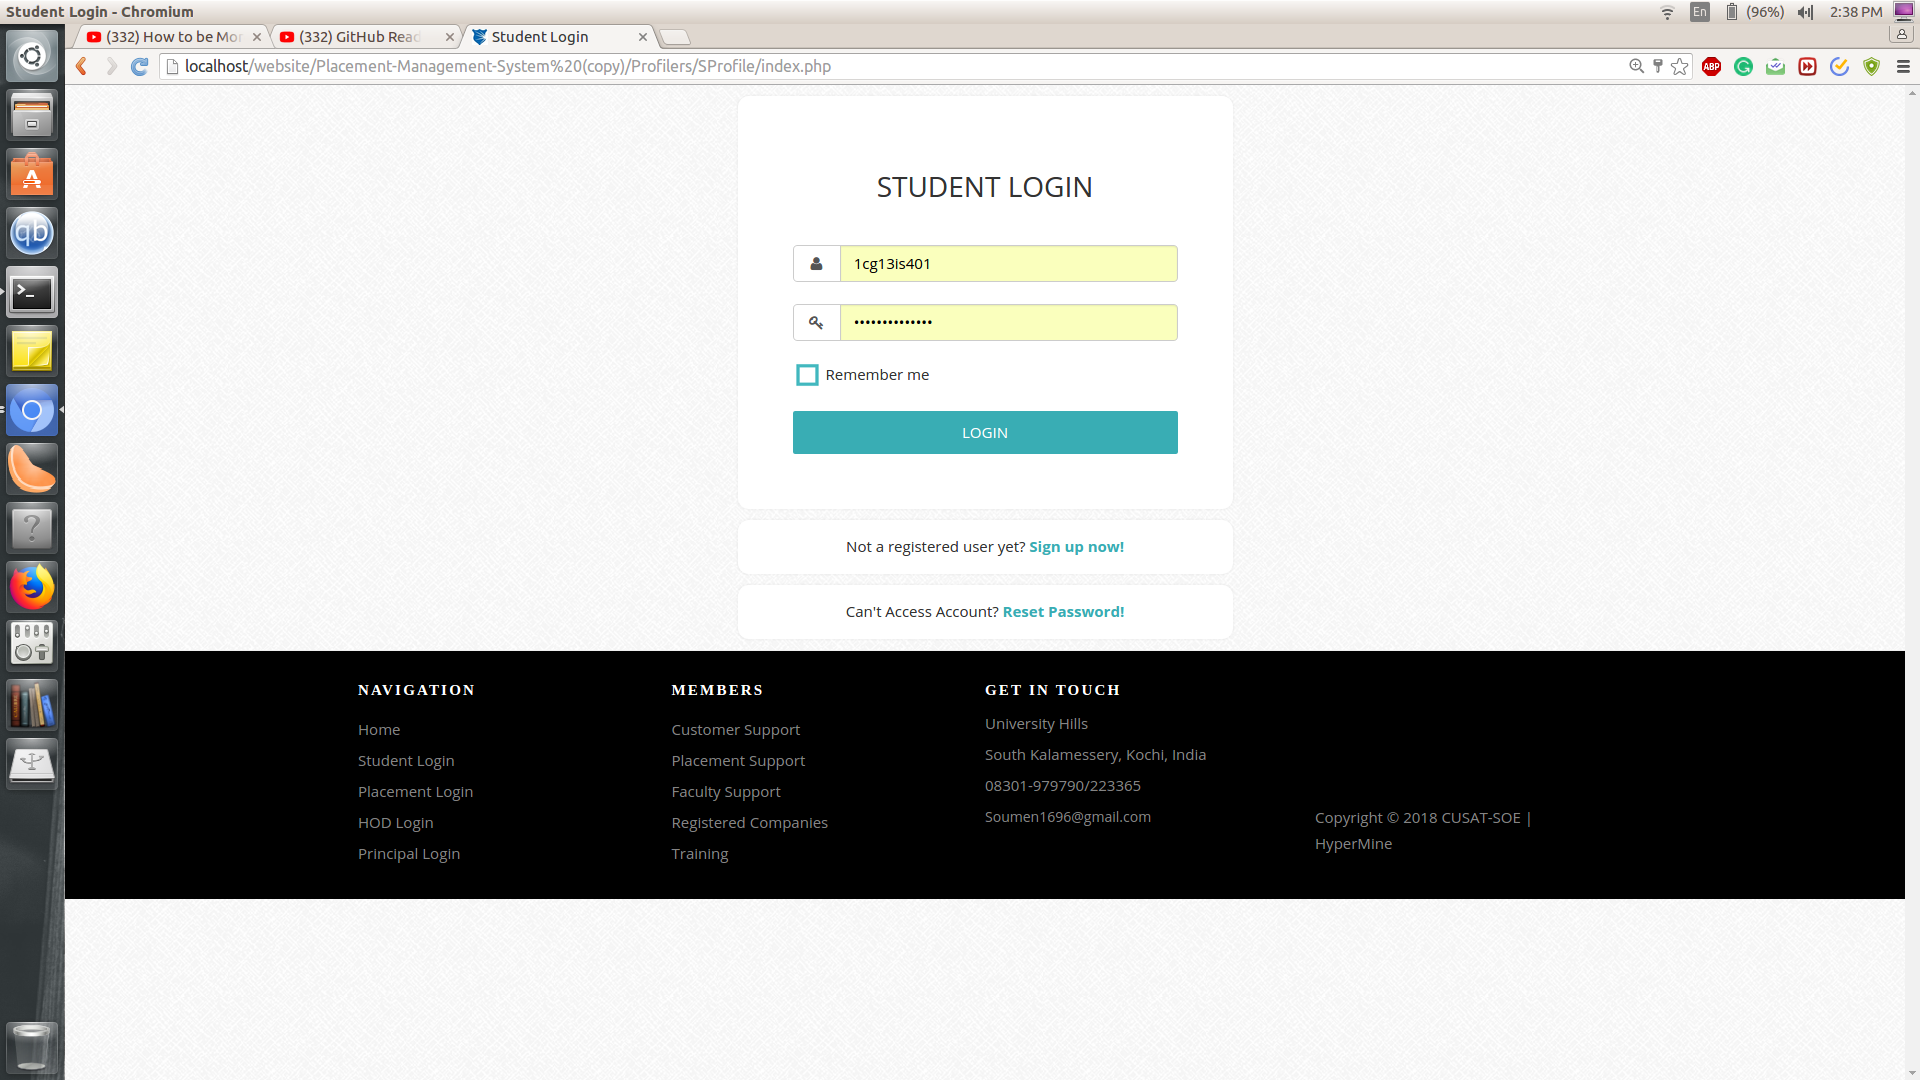 Student Login - Chromium
En
(96%)
2:38 PM
(332) How to be Mor
(332) GitHub Read
Student Login
localhost/website/Placement-Management-System%20(copy)/Profilers/SProfile/index.php
ABP
STUDENT LOGIN
1cg13is401
••••••••••••••
Remember me
LOGIN
Not a registered user yet? Sign up now!
Can't Access Account? Reset Password!
NAVIGATION
Home
Student Login
Placement Login
HOD Login
Principal Login
MEMBERS
Customer Support
Placement Support
Faculty Support
Registered Companies
Training
GET IN TOUCH
University Hills
South Kalamessery, Kochi, India
08301-979790/223365
Soumen1696@gmail.com
Copyright © 2018 CUSAT-SOE |
HyperMine
qb